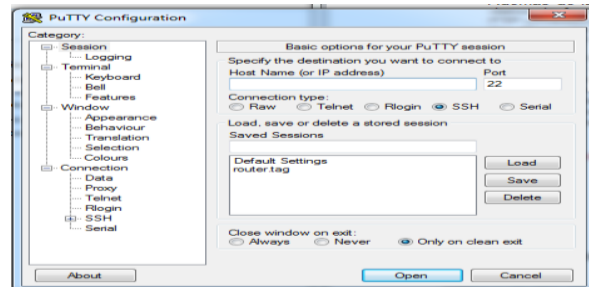 PuTTY Configuration
Category:
Session
Logging
Terminal
Keyboard
Bell
Features
Window
Appearance
Behaviour
Translation
Selection
Colours
Connection
Data
Proxy
Telnet
Rlogin
SSH
Serial
Basic options for your PuTTY session
Specify the destination you want to connect to
Host Name (or IP address) Port
22
Connection type:
Raw Telnet Rlogin SSH Serial
Load, save or delete a stored session
Saved Sessions
Default Settings
router.tag
Load
Save
Delete
Close window on exit:
Always Never Only on clean exit
About Open Cancel